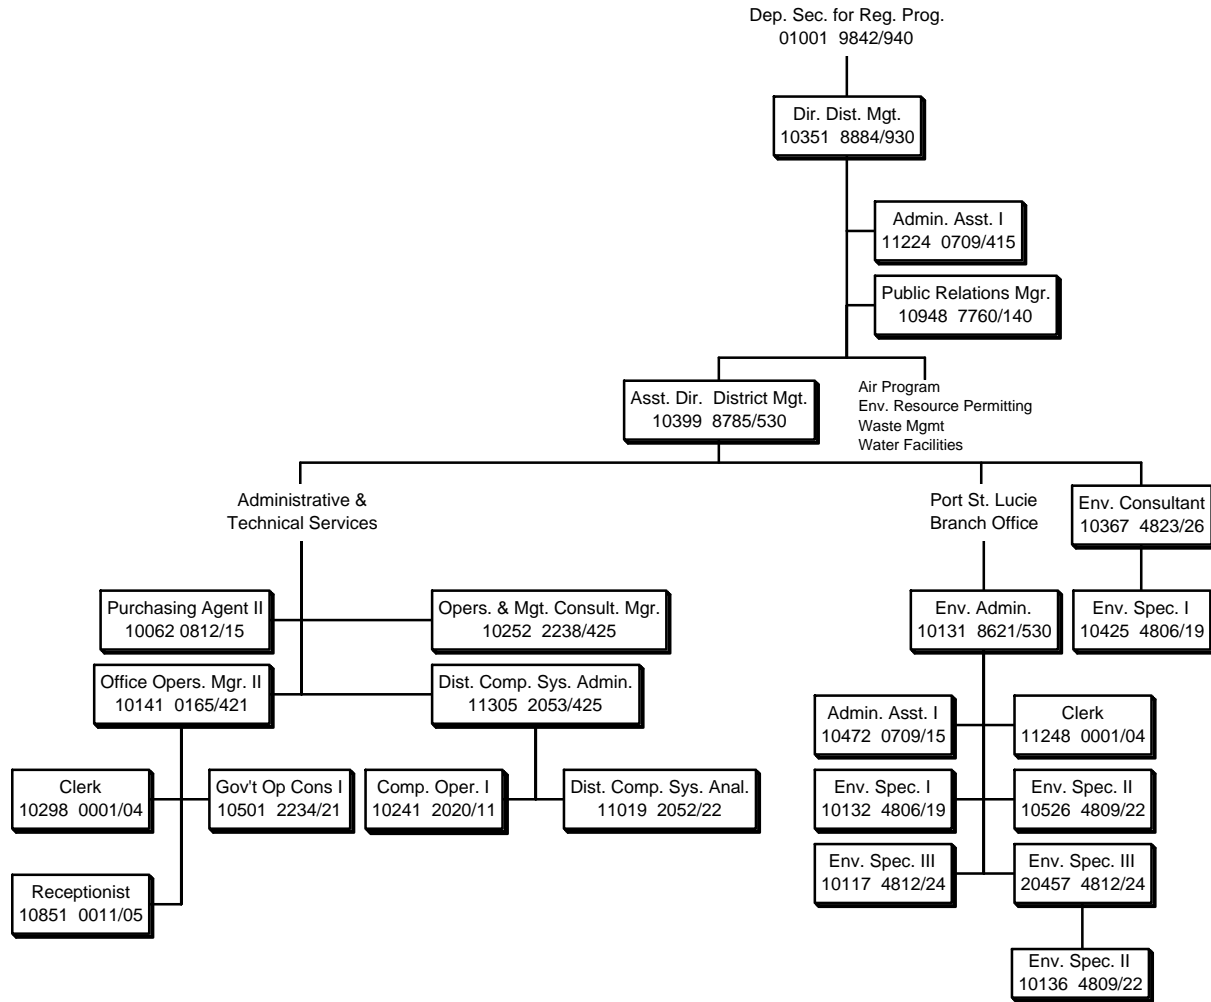 Dep. Sec. for Reg. Prog.
01001 9842/940
Dir. Dist. Mgt.
10351 8884/930
Admin. Asst. I
11224 0709/415
Public Relations Mgr.
10948 7760/140
Asst. Dir. District Mgt.
10399 8785/530
Air Program
Env. Resource Permitting
Waste Mgmt
Water Facilities
Administrative &
Technical Services
Port St. Lucie
Branch Office
Env. Consultant
10367 4823/26
Purchasing Agent II
10062 0812/15
Opers. & Mgt. Consult. Mgr.
10252 2238/425
Env. Admin.
10131 8621/530
Env. Spec. I
10425 4806/19
Office Opers. Mgr. II
10141 0165/421
Dist. Comp. Sys. Admin.
11305 2053/425
Admin. Asst. I
10472 0709/15
Clerk
11248 0001/04
Clerk
10298 0001/04
Gov't Op Cons I
10501 2234/21
Comp. Oper. I
10241 2020/11
Dist. Comp. Sys. Anal.
11019 2052/22
Env. Spec. I
10132 4806/19
Env. Spec. II
10526 4809/22
Receptionist
10851 0011/05
Env. Spec. III
10117 4812/24
Env. Spec. III
20457 4812/24
Env. Spec. II
10136 4809/22